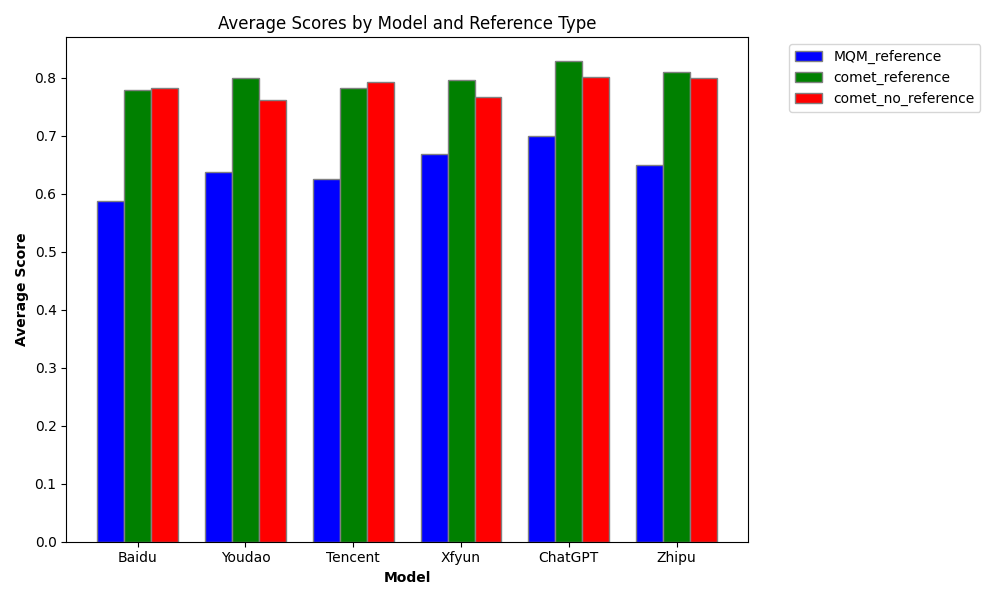 Average Scores by Model and Reference Type
MQM_reference
comet_reference
comet_no_reference
Average Score
0.8
0.7
0.6
0.5
0.4
0.3
0.2
0.1
0.0
Baidu Youdao Tencent Xfyun ChatGPT Zhipu
Model